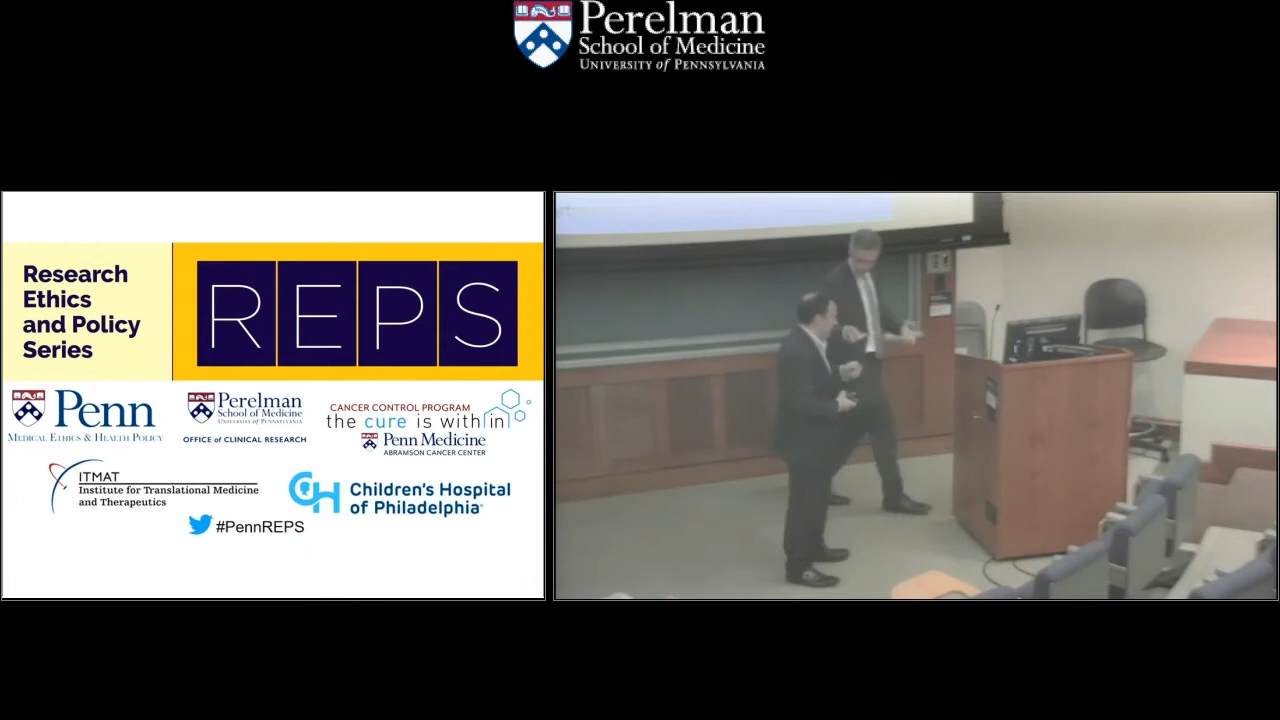 Perelman
School of Medicine
UNIVERSITY of PENNSYLVANIA
Research
Ethics
and Policy
Series
REPS
Penn
MEDICAL ETHICS & HEALTH POLICY
Perelman
School of Medicine
UNIVERSITY of PENNSYLVANIA
OFFICE of CLINICAL RESEARCH
CANCER CONTROL PROGRAM
the cure is within
Penn Medicine
ABRAMSON CANCER CENTER
ITMAT
Institute for Translational Medicine
and Therapeutics
CH
Children's Hospital
of Philadelphia
#PennREPS